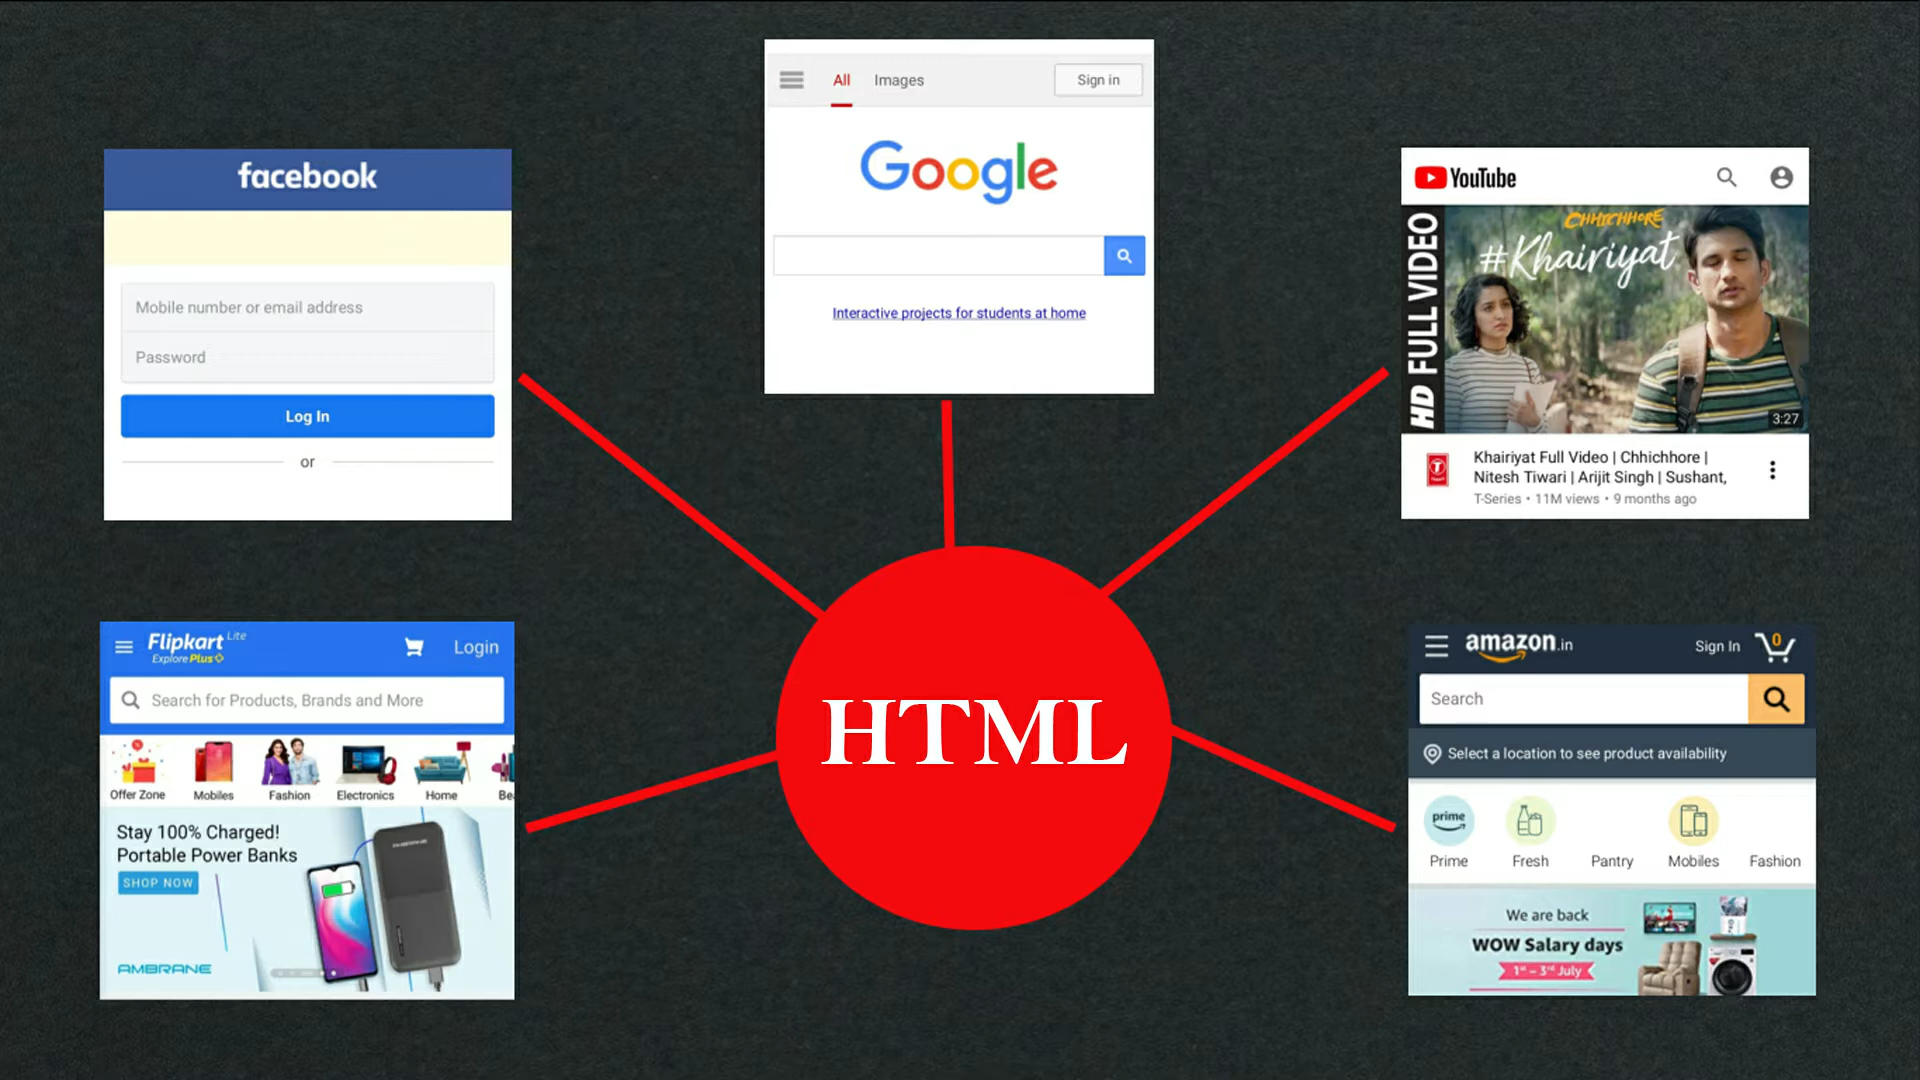 All Images Sign in
Google
Interactive projects for students at home
facebook
Mobile number or email address
Password
Log In
or
YouTube
HD FULL VIDEO
CHHICHHORE
#Khairiyat
3:27
Khairiyat Full Video | Chhichhore |
Nitesh Tiwari | Arijit Singh | Sushant,
T-Series • 11M views • 9 months ago
HTML
Flipkart Lite
Explore Plus
Login
Search for Products, Brands and More
Offer Zone Mobiles Fashion Electronics Home Be
Stay 100% Charged!
Portable Power Banks
SHOP NOW
AMBRANE
amazon.in Sign In 0
Search
Select a location to see product availability
prime
Prime Fresh Pantry Mobiles Fashion
We are back
WOW Salary days
1st – 3rd July